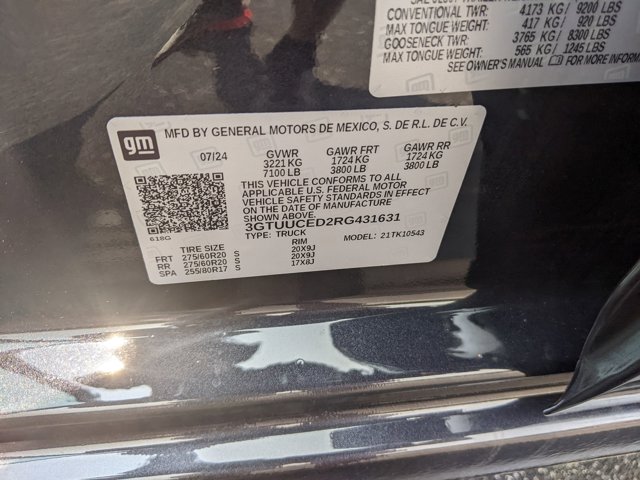 CONVENTIONAL TWR: 4173 KG / 9200 LBS
MAX TONGUE WT: 417 KG / 920 LBS
GOOSENECK TWR: 3765 KG / 8300 LBS
MAX TONGUE WT: 565 KG / 1245 LBS
SEE OWNER'S MANUAL FOR MORE INFORM
gm
MFD BY GENERAL MOTORS DE MEXICO, S. DE R.L. DE C.V.
07/24 GVWR GAWR FRT GAWR RR
3221 KG 1724 KG 1724 KG
7100 LB 3800 LB 3800 LB
THIS VEHICLE CONFORMS TO ALL
APPLICABLE U.S. FEDERAL MOTOR
VEHICLE SAFETY STANDARDS IN EFFECT
ON THE DATE OF MANUFACTURE
SHOWN ABOVE.
3GTUUCED2RG431631
618G TYPE: TRUCK MODEL: 21TK10543
TIRE SIZE RIM
FRT 275/60R20 S 20X9J
RR 275/60R20 S 20X9J
SPA 255/80R17 S 17X8J